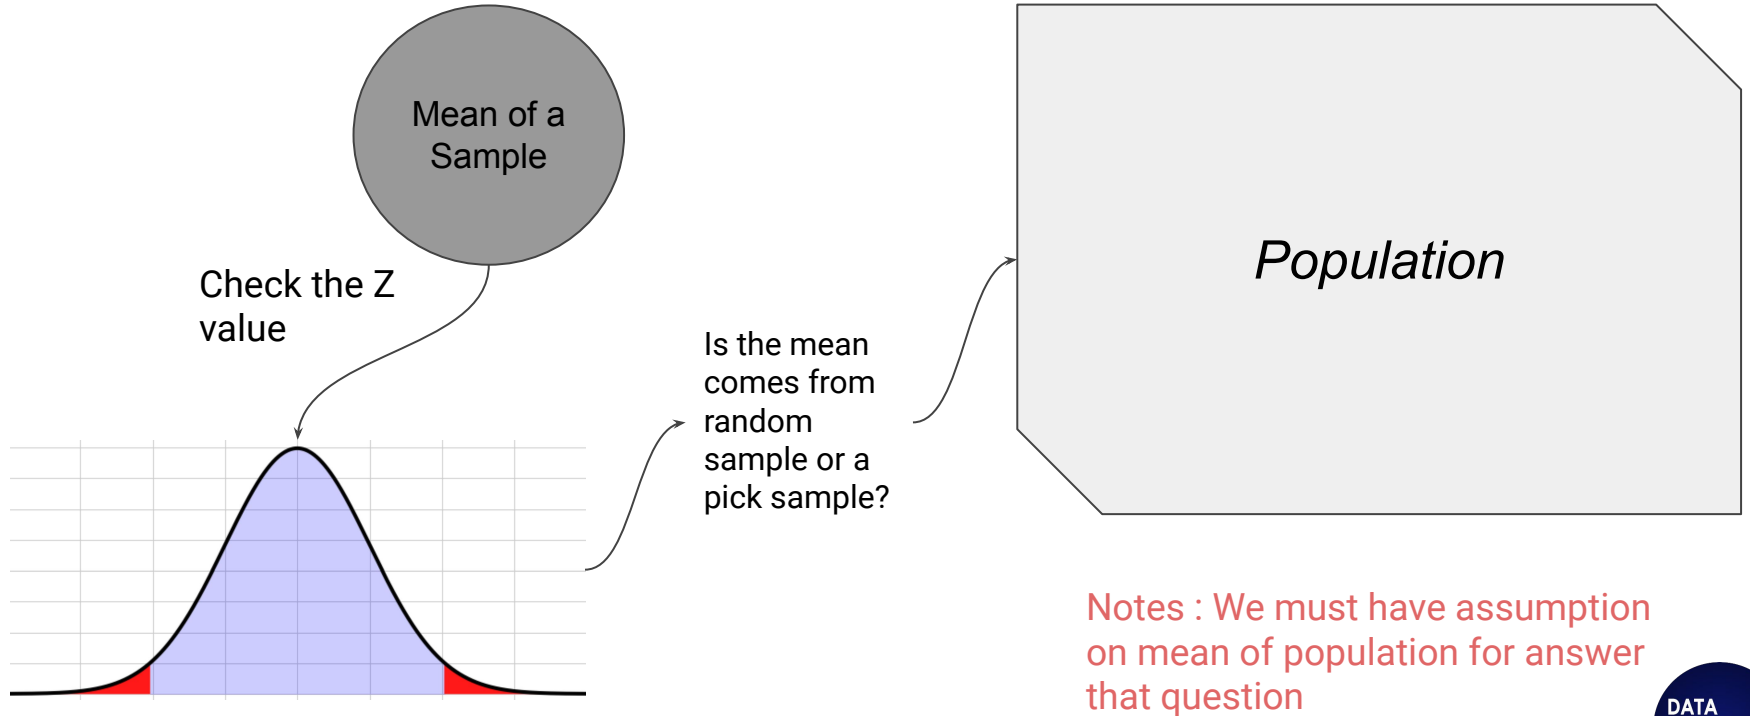 Mean of a
Sample
Check the Z
value
Is the mean
comes from
random
sample or a
pick sample?
Population
Notes : We must have assumption
on mean of population for answer
that question
DATA